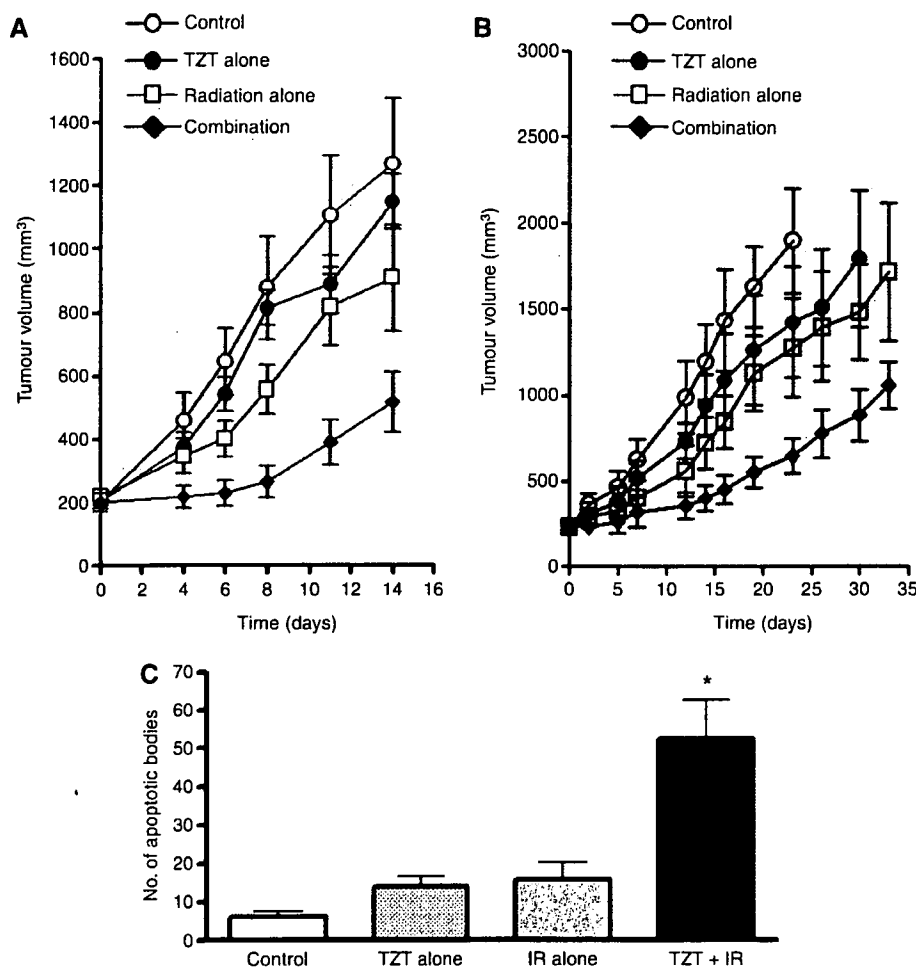 A
Control
TZT alone
Radiation alone
Combination
Tumour volume (mm³)
1600
1400
1200
1000
800
600
400
200
0
0 2 4 6 8 10 12 14 16
Time (days)
B
Control
TZT alone
Radiation alone
Combination
Tumour volume (mm³)
3000
2500
2000
1500
1000
500
0
0 5 10 15 20 25 30 35
Time (days)
C
No. of apoptotic bodies
70
60
50
40
30
20
10
0
*
Control TZT alone IR alone TZT + IR